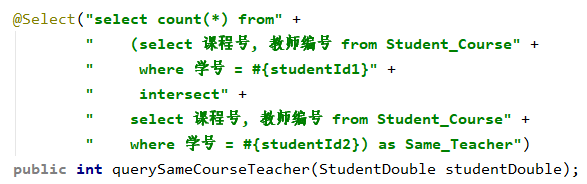 @Select("select count(*) from" +
"    (select 课程号, 教师编号 from Student_Course" +
"     where 学号 = #{studentId1}" +
"     intersect" +
"    select 课程号, 教师编号 from Student_Course" +
"    where 学号 = #{studentId2}) as Same_Teacher")
public int querySameCourseTeacher(StudentDouble studentDouble);